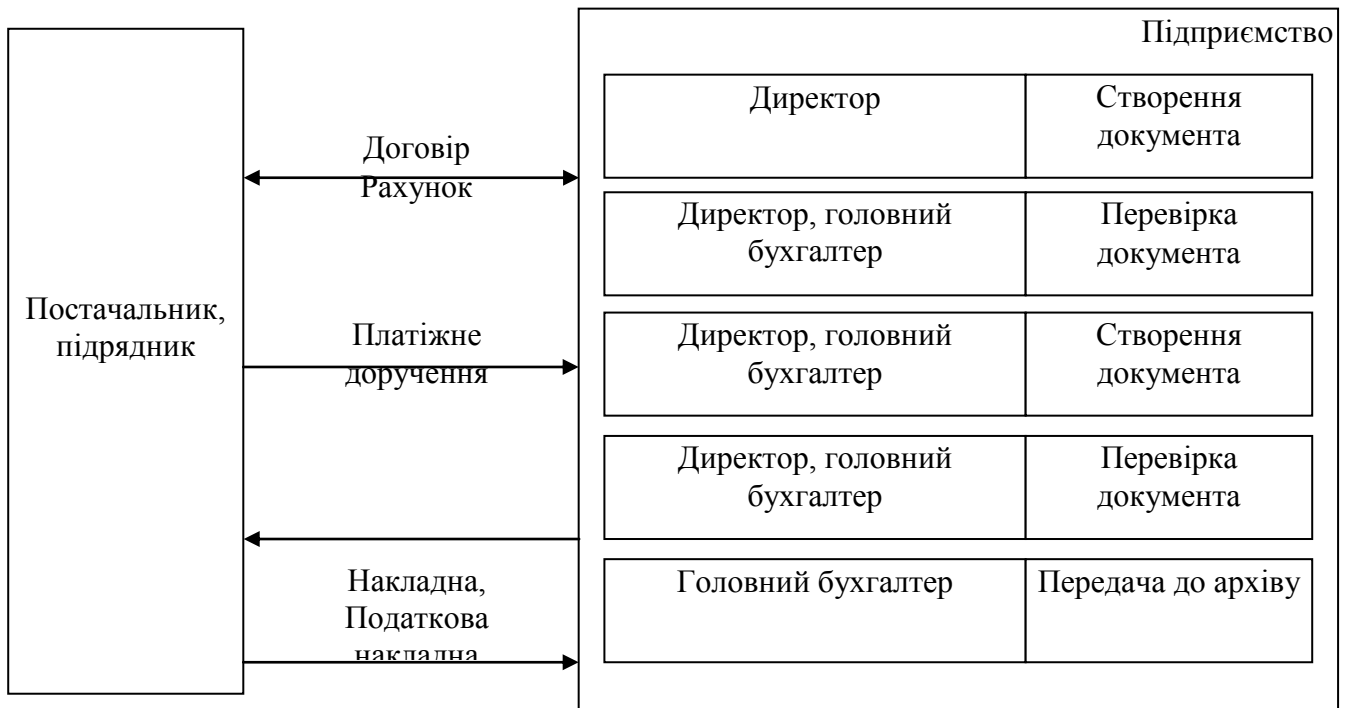 Підприємство
Постачальник,
підрядник
Договір
Рахунок
Платіжне
доручення
Накладна,
Податкова
накладна
Директор
Створення
документа
Директор, головний
бухгалтер
Перевірка
документа
Директор, головний
бухгалтер
Створення
документа
Директор, головний
бухгалтер
Перевірка
документа
Головний бухгалтер
Передача до архіву